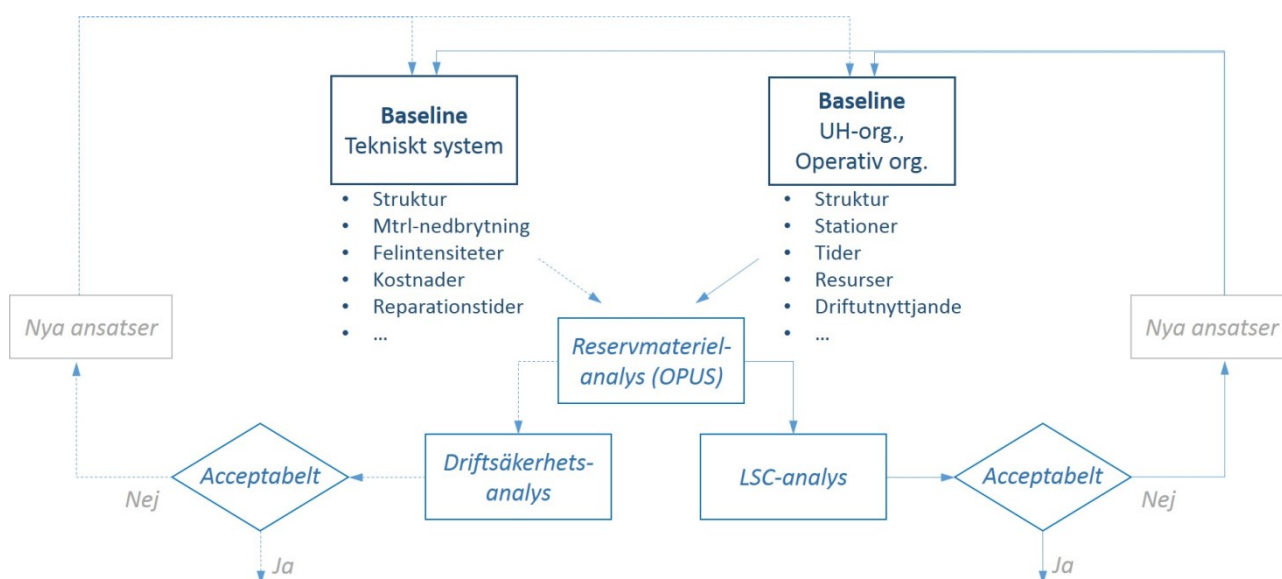 Baseline
Tekniskt system
• Struktur
• Mtrl-nedbrytning
• Felintensiteter
• Kostnader
• Reparationstider
• ...
Baseline
UH-org.,
Operativ org.
• Struktur
• Stationer
• Tider
• Resurser
• Driftutnyttjande
• ...
Nya ansatser
Reservmateriel-
analys (OPUS)
Nya ansatser
Acceptabelt
Nej
Ja
Driftsäkerhets-
analys
LSC-analys
Acceptabelt
Nej
Ja